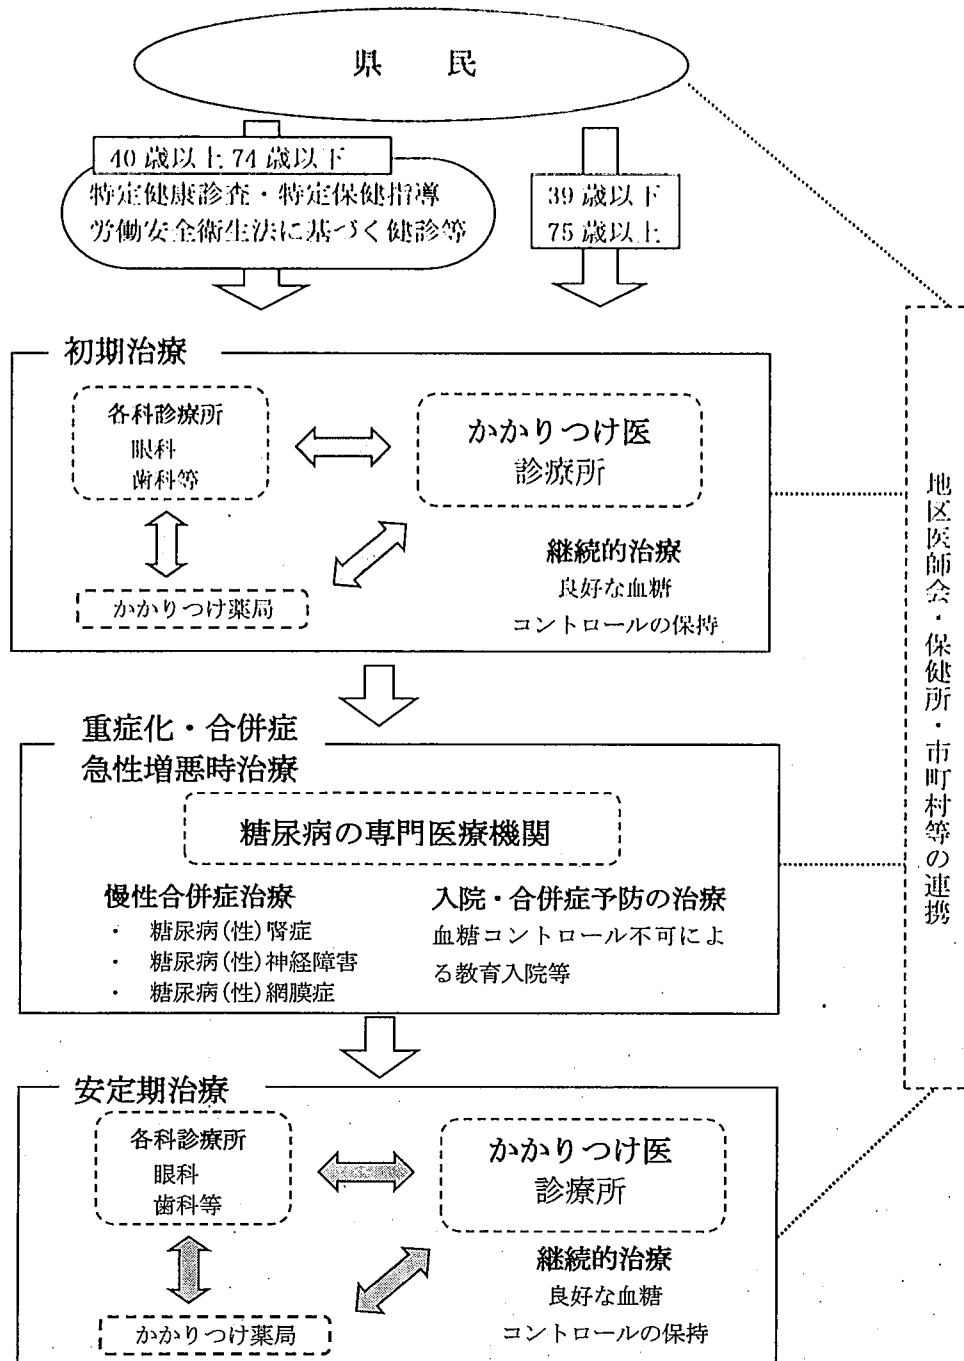 県 民
40歳以上74歳以下
特定健康診査・特定保健指導
労働安全衛生法に基づく健診等
39歳以下
75歳以上
初期治療
各科診療所
眼科
歯科等
かかりつけ医
診療所
かかりつけ薬局
継続的治療
良好な血糖
コントロールの保持
重症化・合併症
急性増悪時治療
糖尿病の専門医療機関
慢性合併症治療
・ 糖尿病(性)腎症
・ 糖尿病(性)神経障害
・ 糖尿病(性)網膜症
入院・合併症予防の治療
血糖コントロール不可によ
る教育入院等
安定期治療
各科診療所
眼科
歯科等
かかりつけ医
診療所
かかりつけ薬局
継続的治療
良好な血糖
コントロールの保持
地区医師会・保健所・市町村等の連携